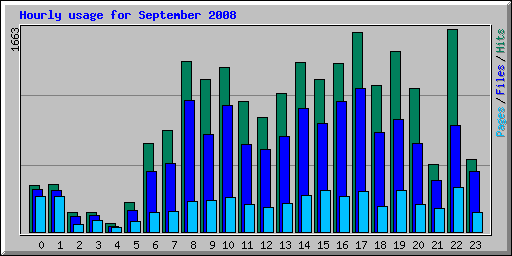 Hourly usage for September 2008
1663
Pages / Files / Hits
0 1 2 3 4 5 6 7 8 9 10 11 12 13 14 15 16 17 18 19 20 21 22 23